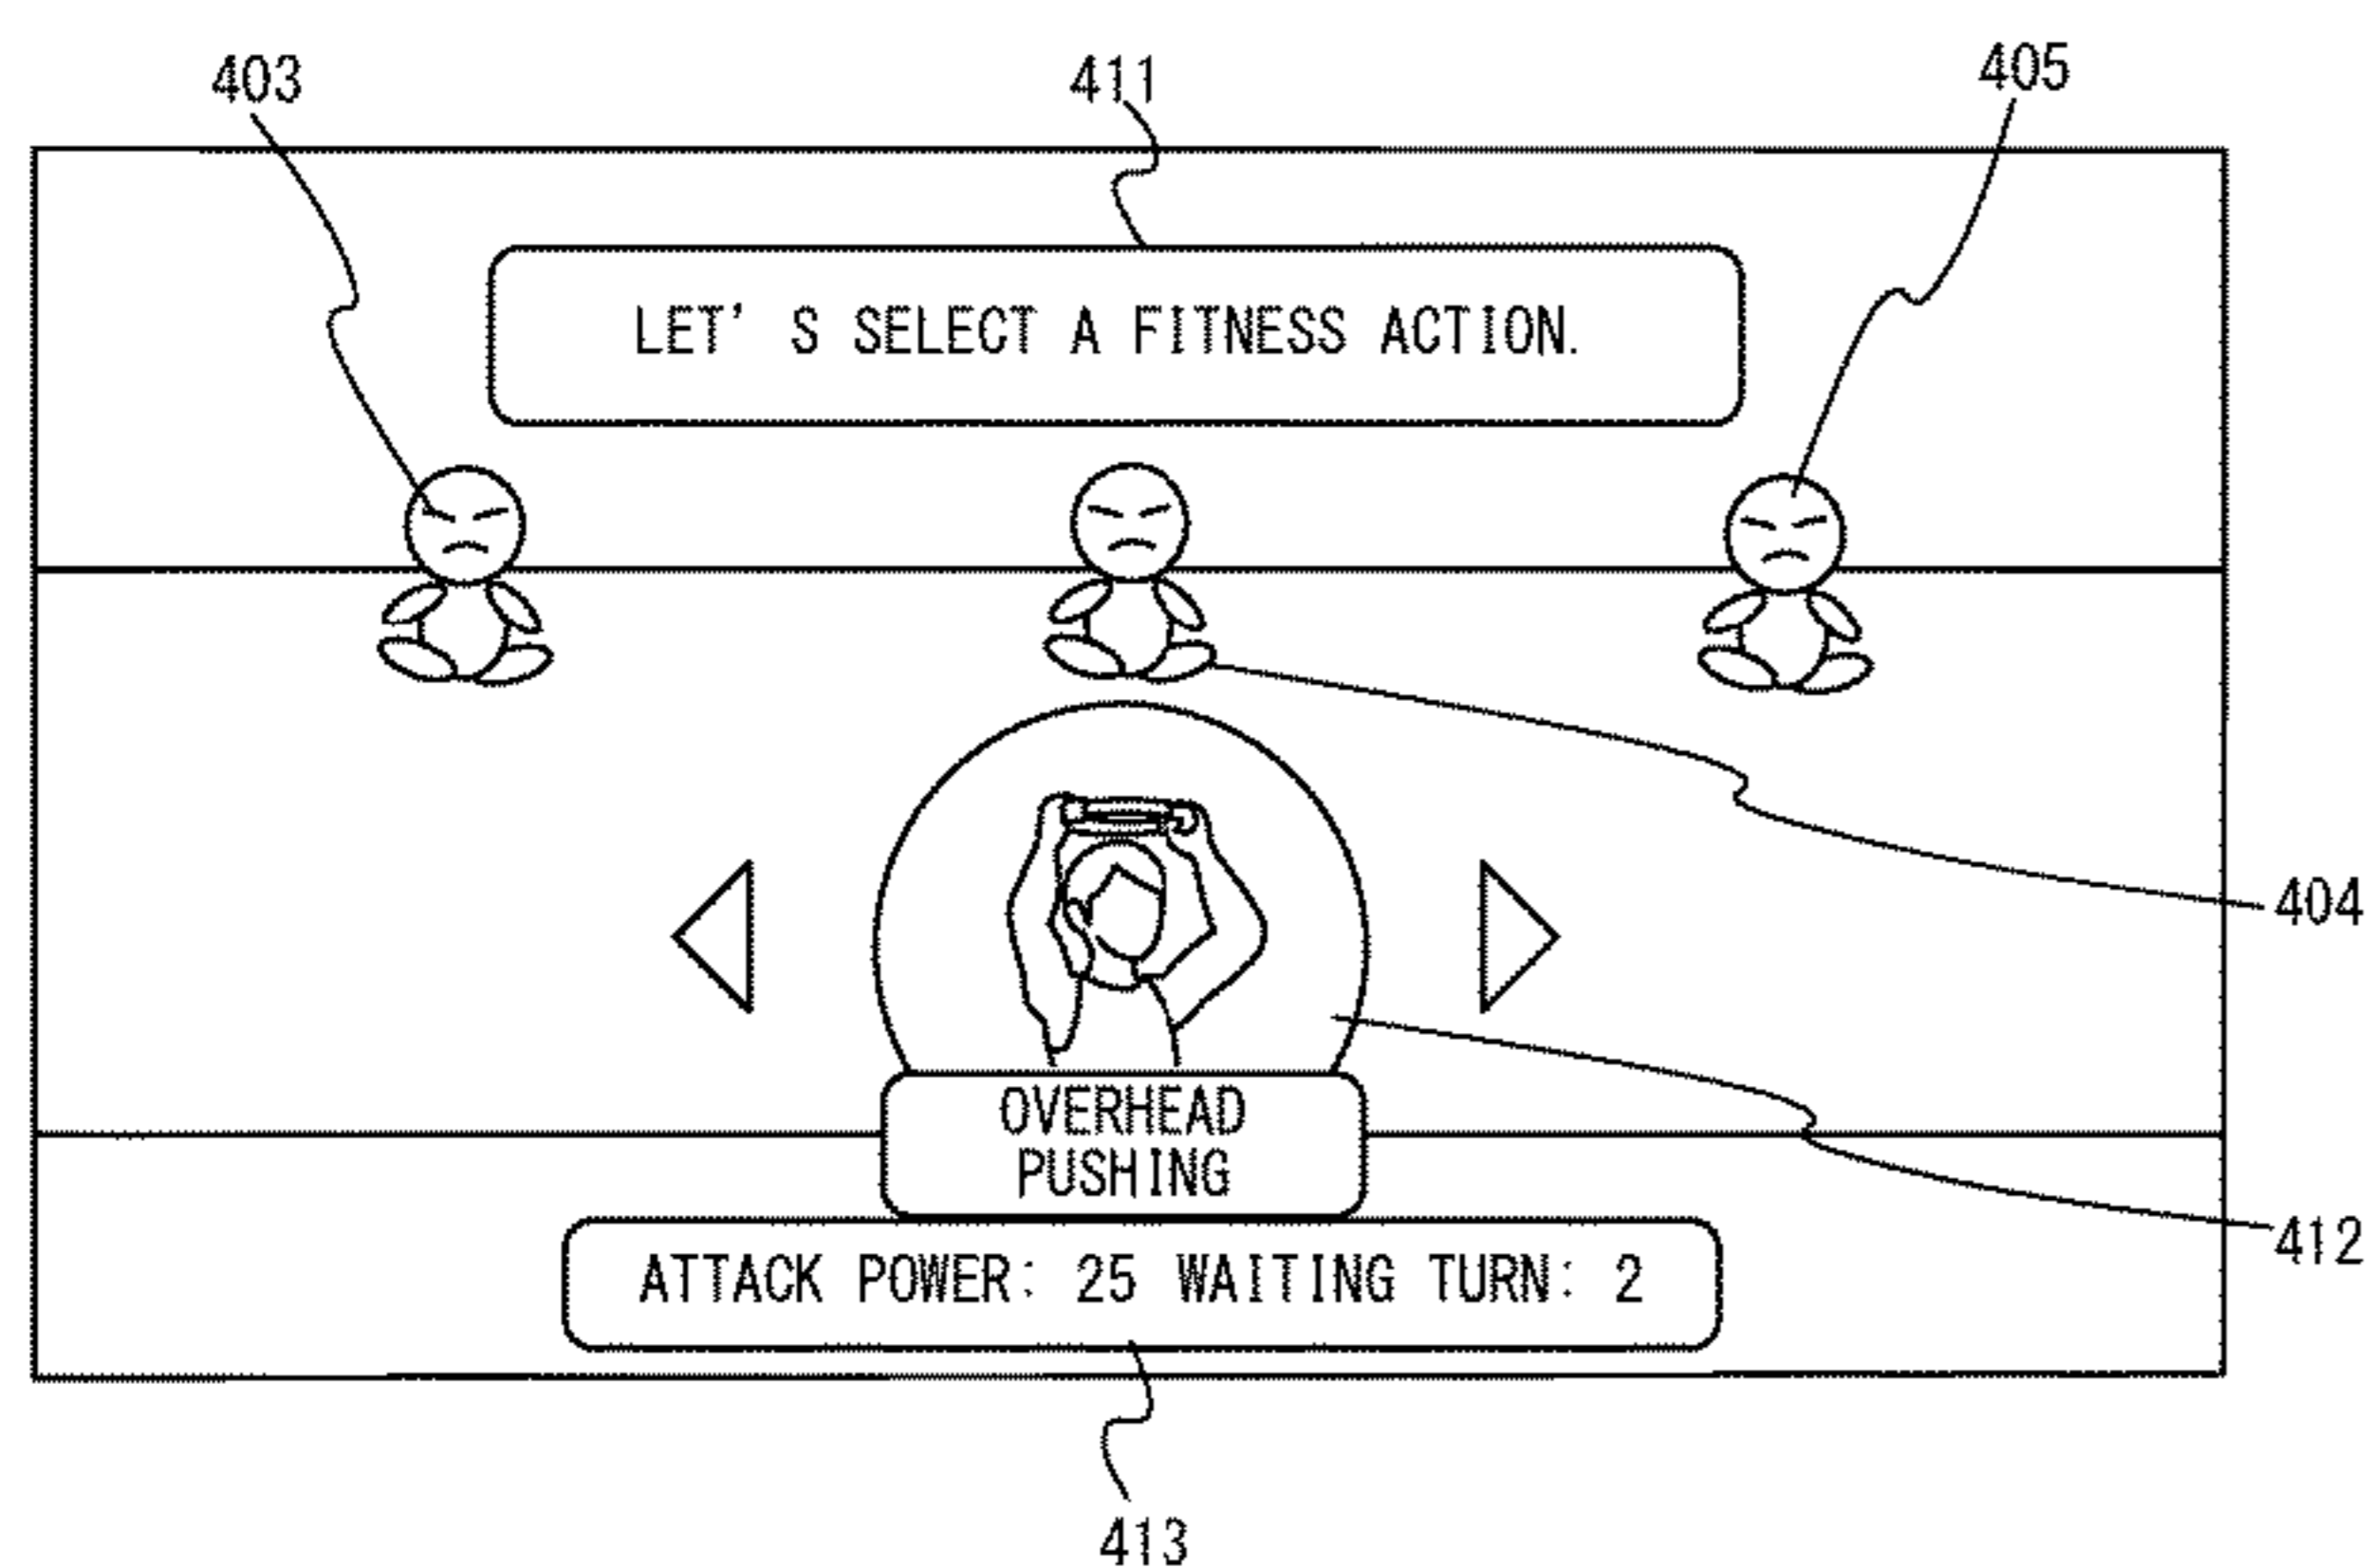 403
411
405
LET'S SELECT A FITNESS ACTION.
404
OVERHEAD
PUSHING
412
ATTACK POWER: 25 WAITING TURN: 2
413